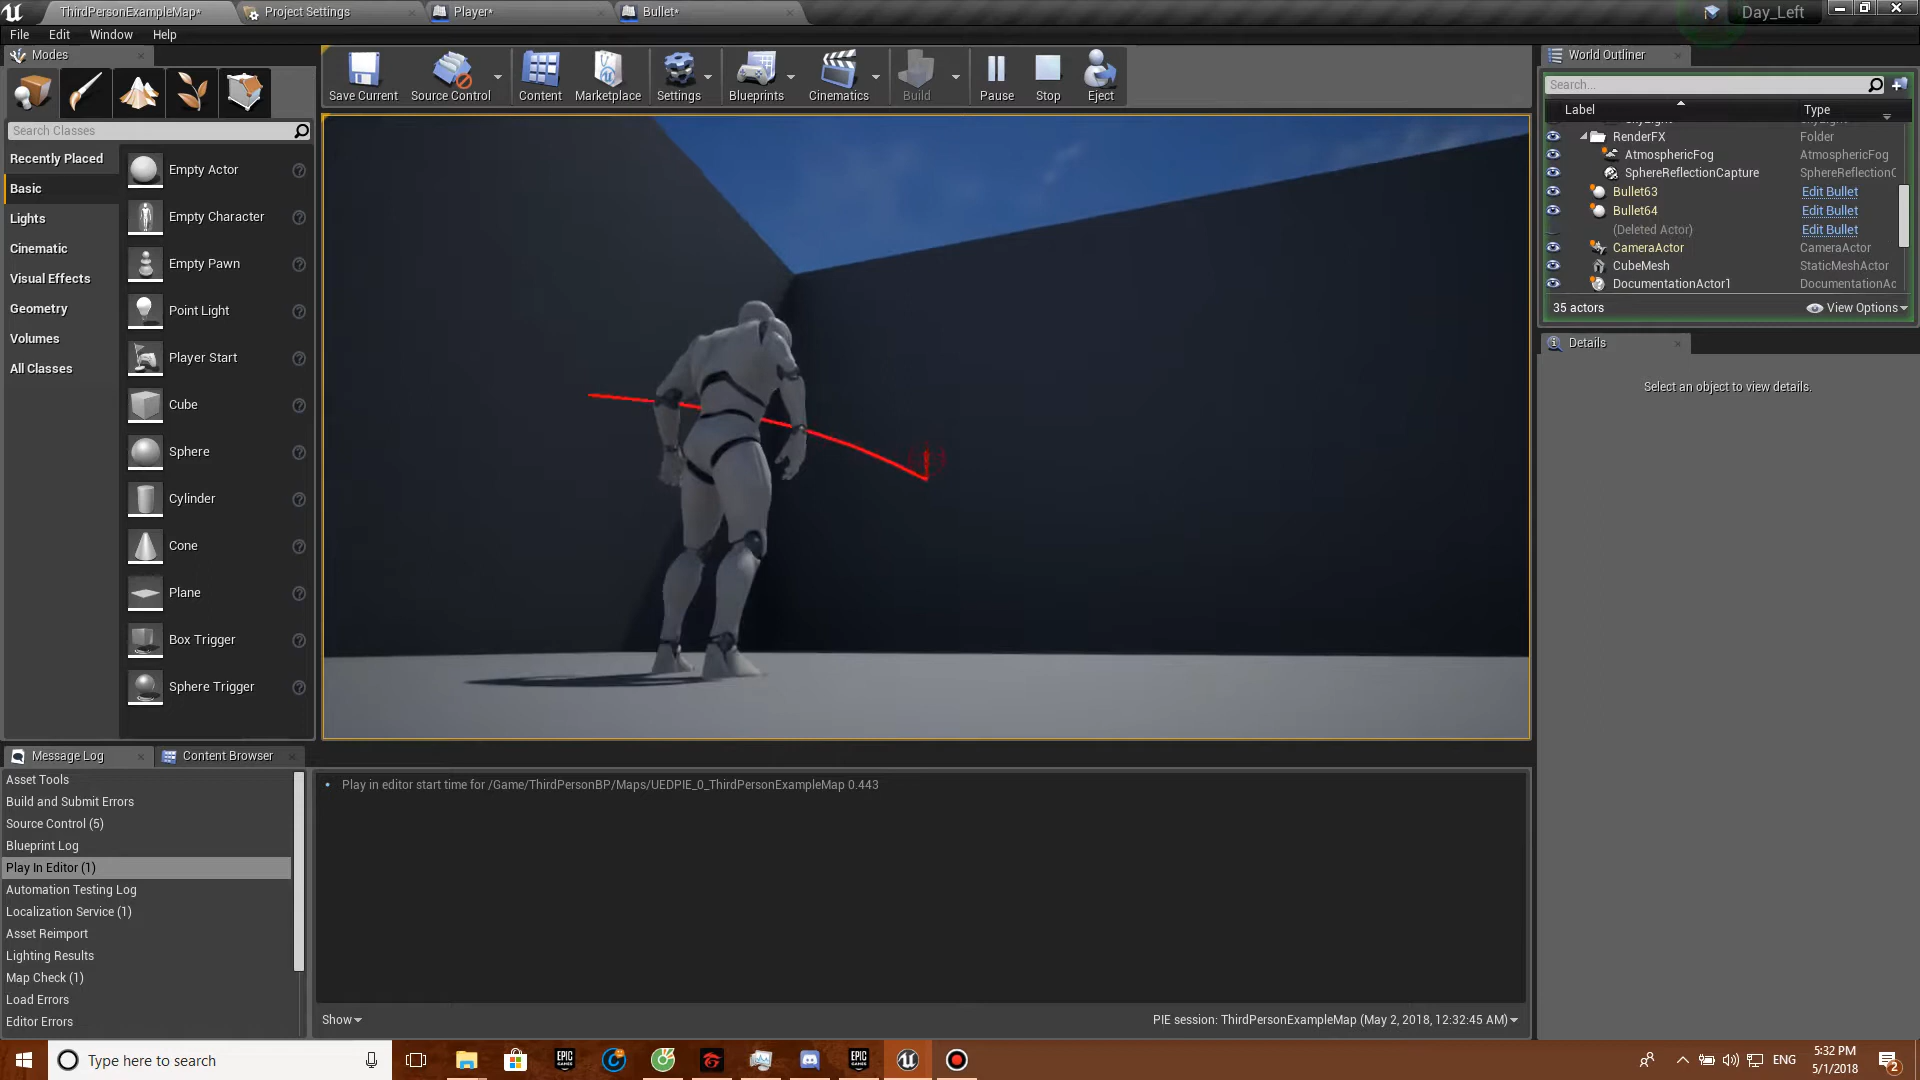 ThirdPersonExampleMap*
Project Settings
Player*
Bullet*
Day_Left
File
Edit
Window
Help
Modes
Save Current
Source Control
Content
Marketplace
Settings
Blueprints
Cinematics
Build
Pause
Stop
Eject
World Outliner
Search...
Label
Type
Search Classes
Recently Placed
Basic
Lights
Cinematic
Visual Effects
Geometry
Volumes
All Classes
Empty Actor
Empty Character
Empty Pawn
Point Light
Player Start
Cube
Sphere
Cylinder
Cone
Plane
Box Trigger
Sphere Trigger
RenderFX Folder
AtmosphericFog AtmosphericFog
SphereReflectionCapture SphereReflectionC
Bullet63 Edit Bullet
Bullet64 Edit Bullet
(Deleted Actor) Edit Bullet
CameraActor CameraActor
CubeMesh StaticMeshActor
DocumentationActor1 DocumentationAc
35 actors
View Options
Details
Select an object to view details.
Message Log
Content Browser
Asset Tools
Build and Submit Errors
Source Control (5)
Blueprint Log
Play In Editor (1)
Automation Testing Log
Localization Service (1)
Asset Reimport
Lighting Results
Map Check (1)
Load Errors
Editor Errors
Play in editor start time for /Game/ThirdPersonBP/Maps/UEDPIE_0_ThirdPersonExampleMap 0.443
Show
PIE session: ThirdPersonExampleMap (May 2, 2018, 12:32:45 AM)
Type here to search
EPIC GAMES
EPIC GAMES
ENG
5:32 PM
5/1/2018
2